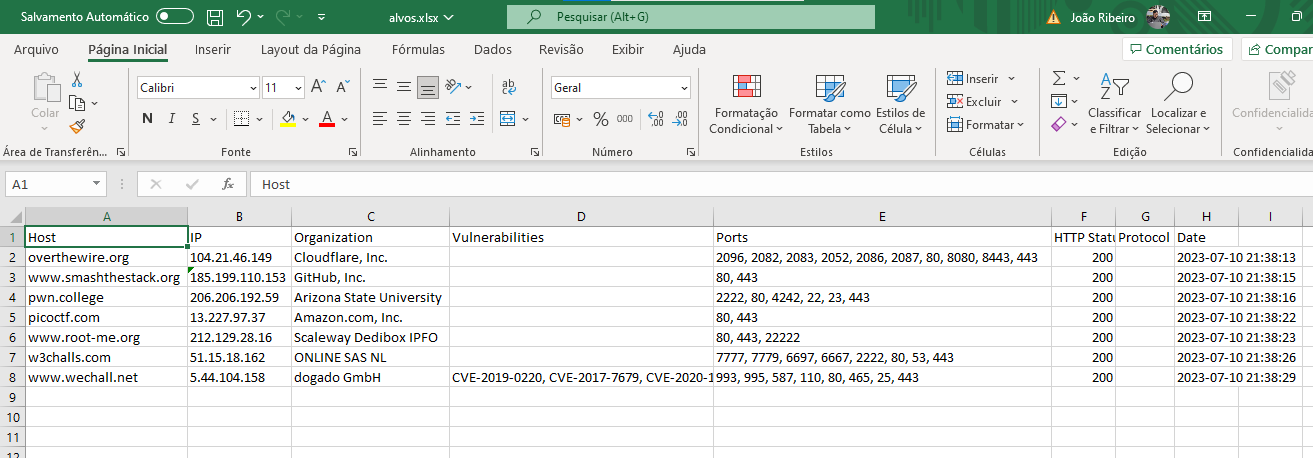 Salvamento Automático alvos.xlsx Pesquisar (Alt+G) João Ribeiro
Arquivo Página Inicial Inserir Layout da Página Fórmulas Dados Revisão Exibir Ajuda Comentários Compar
Colar Calibri 11 A A ab c Geral Formatação Condicional Formatar como Tabela Estilos de Célula Inserir Classificar e Filtrar Localizar e Selecionar Confidencialida
N I S A % 000 Excluir
Formatar
Área de Transferên... Fonte Alinhamento Número Estilos Células Edição Confidencialida
A1 fx Host
A B C D E F G H I
1 Host IP Organization Vulnerabilities Ports HTTP Statu Protocol Date
2 overthewire.org 104.21.46.149 Cloudflare, Inc. 2096, 2082, 2083, 2052, 2086, 2087, 80, 8080, 8443, 443 200 2023-07-10 21:38:13
3 www.smashthestack.org 185.199.110.153 GitHub, Inc. 80, 443 200 2023-07-10 21:38:15
4 pwn.college 206.206.192.59 Arizona State University 2222, 80, 4242, 22, 23, 443 200 2023-07-10 21:38:16
5 picoctf.com 13.227.97.37 Amazon.com, Inc. 80, 443 200 2023-07-10 21:38:22
6 www.root-me.org 212.129.28.16 Scaleway Dedibox IPFO 80, 443, 22222 200 2023-07-10 21:38:23
7 w3challs.com 51.15.18.162 ONLINE SAS NL 7777, 7779, 6697, 6667, 2222, 80, 53, 443 200 2023-07-10 21:38:26
8 www.wechall.net 5.44.104.158 dogado GmbH CVE-2019-0220, CVE-2017-7679, CVE-2020-1 993, 995, 587, 110, 80, 465, 25, 443 200 2023-07-10 21:38:29
9
10
11
12